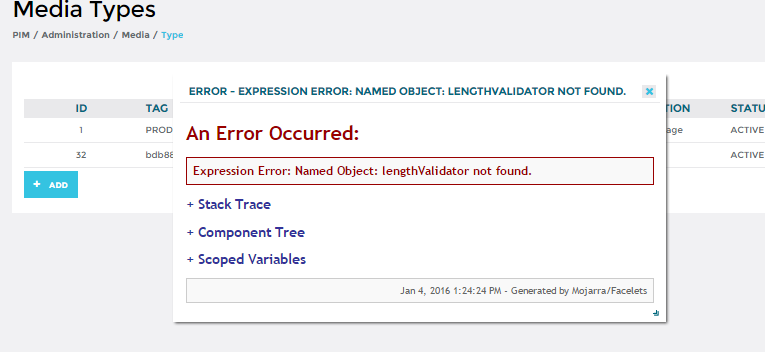 Media Types
PIM / Administration / Media / Type
ERROR - EXPRESSION ERROR: NAMED OBJECT: LENGTHVALIDATOR NOT FOUND.
ID TAG STATU
1 PROD age ACTIVE
32 bdb88 ACTIVE
+ ADD
An Error Occurred:
Expression Error: Named Object: lengthValidator not found.
+ Stack Trace
+ Component Tree
+ Scoped Variables
Jan 4, 2016 1:24:24 PM - Generated by Mojarra/Facelets